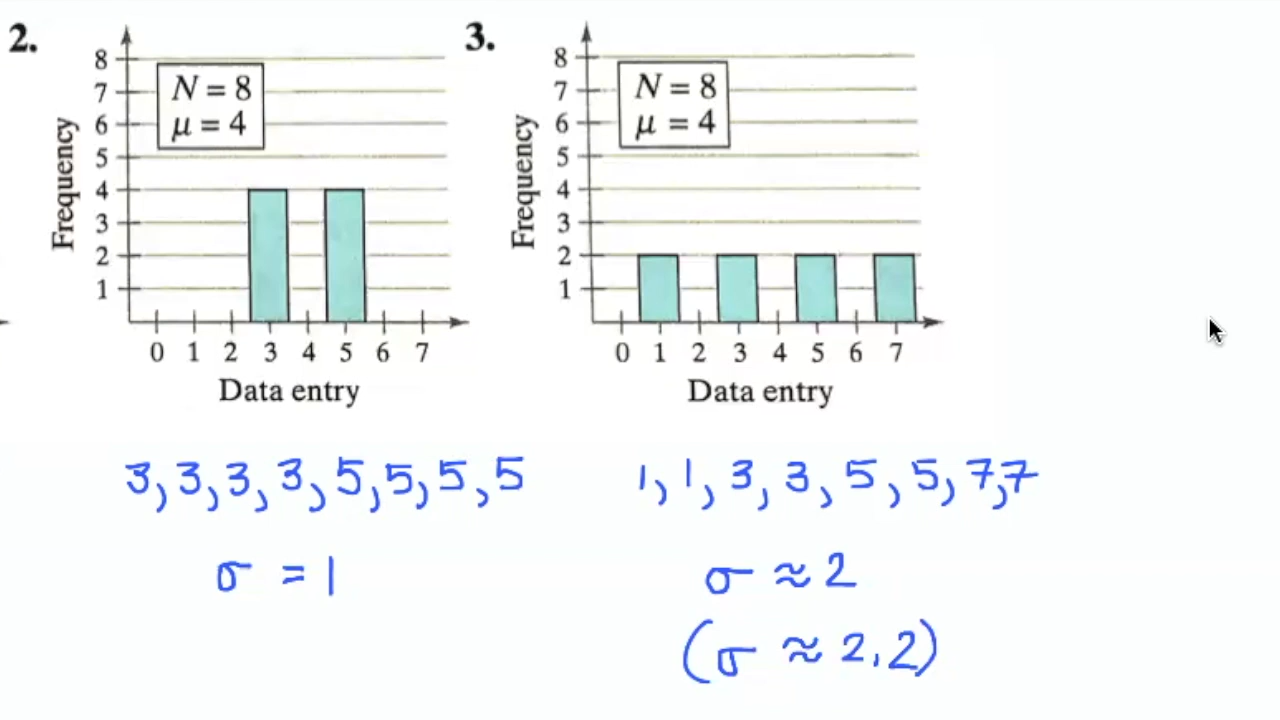 2.
8
7
6
5
4
3
2
1
Frequency
N = 8
μ = 4
0 1 2 3 4 5 6 7
Data entry
3.
8
7
6
5
4
3
2
1
Frequency
N = 8
μ = 4
0 1 2 3 4 5 6 7
Data entry
3, 3, 3, 3, 5, 5, 5, 5
σ = 1
1, 1, 3, 3, 5, 5, 7, 7
σ ≈ 2
(σ ≈ 2.2)